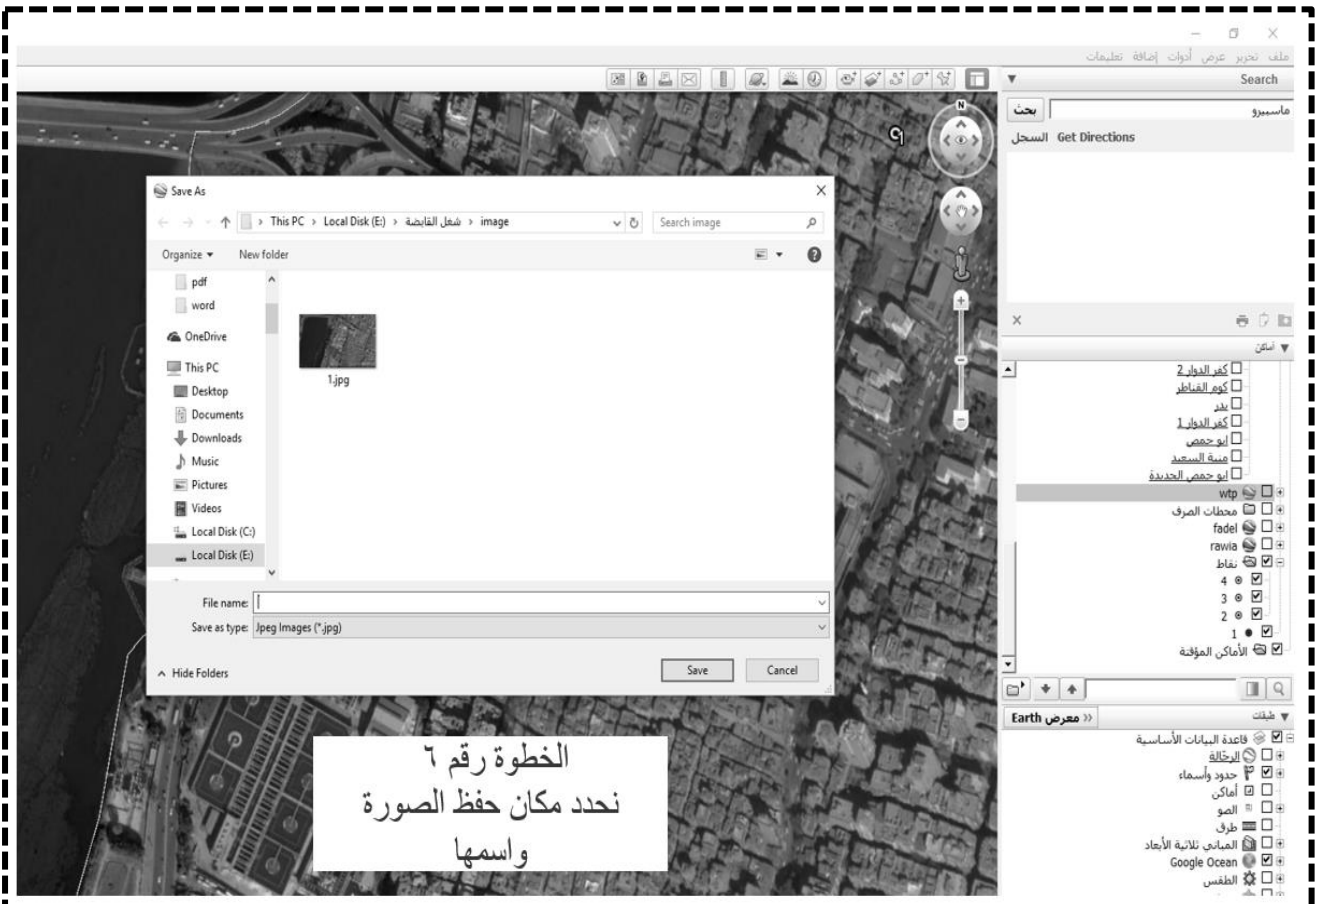 ملف تحرير عرض أدوات إضافة تعليمات
Search
ماسبيرو
بحث
Get Directions السجل
N
Save As
This PC > Local Disk (E:) > شغل القايضة > image
Search image
Organize
New folder
pdf
word
OneDrive
This PC
Desktop
Documents
Downloads
Music
Pictures
Videos
Local Disk (C:)
Local Disk (E:)
1.jpg
File name:
Save as type: Jpeg Images (*.jpg)
Hide Folders
Save
Cancel
أماكن
كفر الدوار 2
كوم القناطر
بدر
كفر الدوار 1
ابو حمص
منية السعيد
ابو حمص الجديدة
wtp
محطات الصرف
fadel
rawia
نقاط
4
3
2
1
الأماكن المؤقتة
طبقات
معرض Earth >>
قاعدة البيانات الأساسية
الرحّالة
حدود وأسماء
أماكن
الصو
طرق
المباني ثلاثية الأبعاد
Google Ocean
الطقس
الخطوة رقم ٦
نحدد مكان حفظ الصورة
واسمها